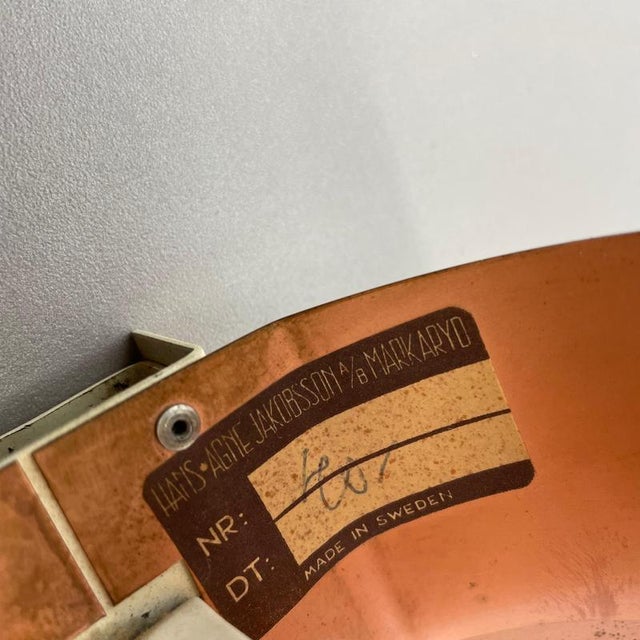 HANS-AGNE JAKOBSSON A/B MARKARYD
NR:
DT:
MADE IN SWEDEN